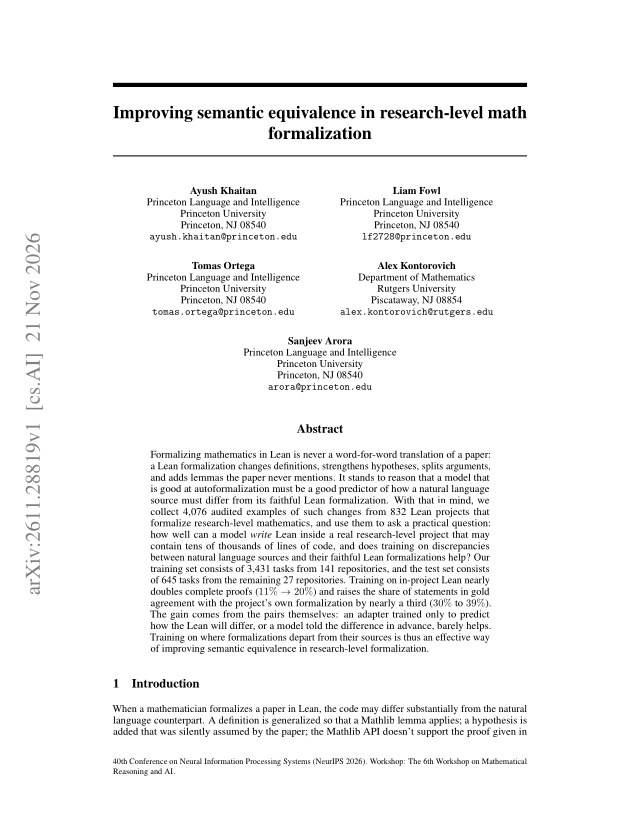 arXiv:2611.28819v1 [cs.AI] 21 Nov 2026
Improving semantic equivalence in research-level math
formalization
Ayush Khaitan
Princeton Language and Intelligence
Princeton University
Princeton, NJ 08540
ayush.khaitan@princeton.edu
Liam Fowl
Princeton Language and Intelligence
Princeton University
Princeton, NJ 08540
lf2728@princeton.edu
Tomas Ortega
Princeton Language and Intelligence
Princeton University
Princeton, NJ 08540
tomas.ortega@princeton.edu
Alex Kontorovich
Department of Mathematics
Rutgers University
Piscataway, NJ 08854
alex.kontorovich@rutgers.edu
Sanjeev Arora
Princeton Language and Intelligence
Princeton University
Princeton, NJ 08540
arora@princeton.edu
Abstract
Formalizing mathematics in Lean is never a word-for-word translation of a paper:
a Lean formalization changes definitions, strengthens hypotheses, splits arguments,
and adds lemmas the paper never mentions. It stands to reason that a model that
is good at autoformalization must be a good predictor of how a natural language
source must differ from its faithful Lean formalization. With that in mind, we
collect 4,076 audited examples of such changes from 832 Lean projects that
formalize research-level mathematics, and use them to ask a practical question:
how well can a model write Lean inside a real research-level project that may
contain tens of thousands of lines of code, and does training on discrepancies
between natural language sources and their faithful Lean formalizations help? Our
training set consists of 3,431 tasks from 141 repositories, and the test set consists
of 645 tasks from the remaining 27 repositories. Training on in-project Lean nearly
doubles complete proofs (11% → 20%) and raises the share of statements in gold
agreement with the project's own formalization by nearly a third (30% to 39%).
The gain comes from the pairs themselves: an adapter trained only to predict
how the Lean will differ, or a model told the difference in advance, barely helps.
Training on where formalizations depart from their sources is thus an effective way
of improving semantic equivalence in research-level formalization.
1 Introduction
When a mathematician formalizes a paper in Lean, the code may differ substantially from the natural
language counterpart. A definition is generalized so that a Mathlib lemma applies; a hypothesis is
added that was silently assumed by the paper; the Mathlib API doesn't support the proof given in
40th Conference on Neural Information Processing Systems (NeurIPS 2026). Workshop: The 6th Workshop on Mathematical
Reasoning and AI.